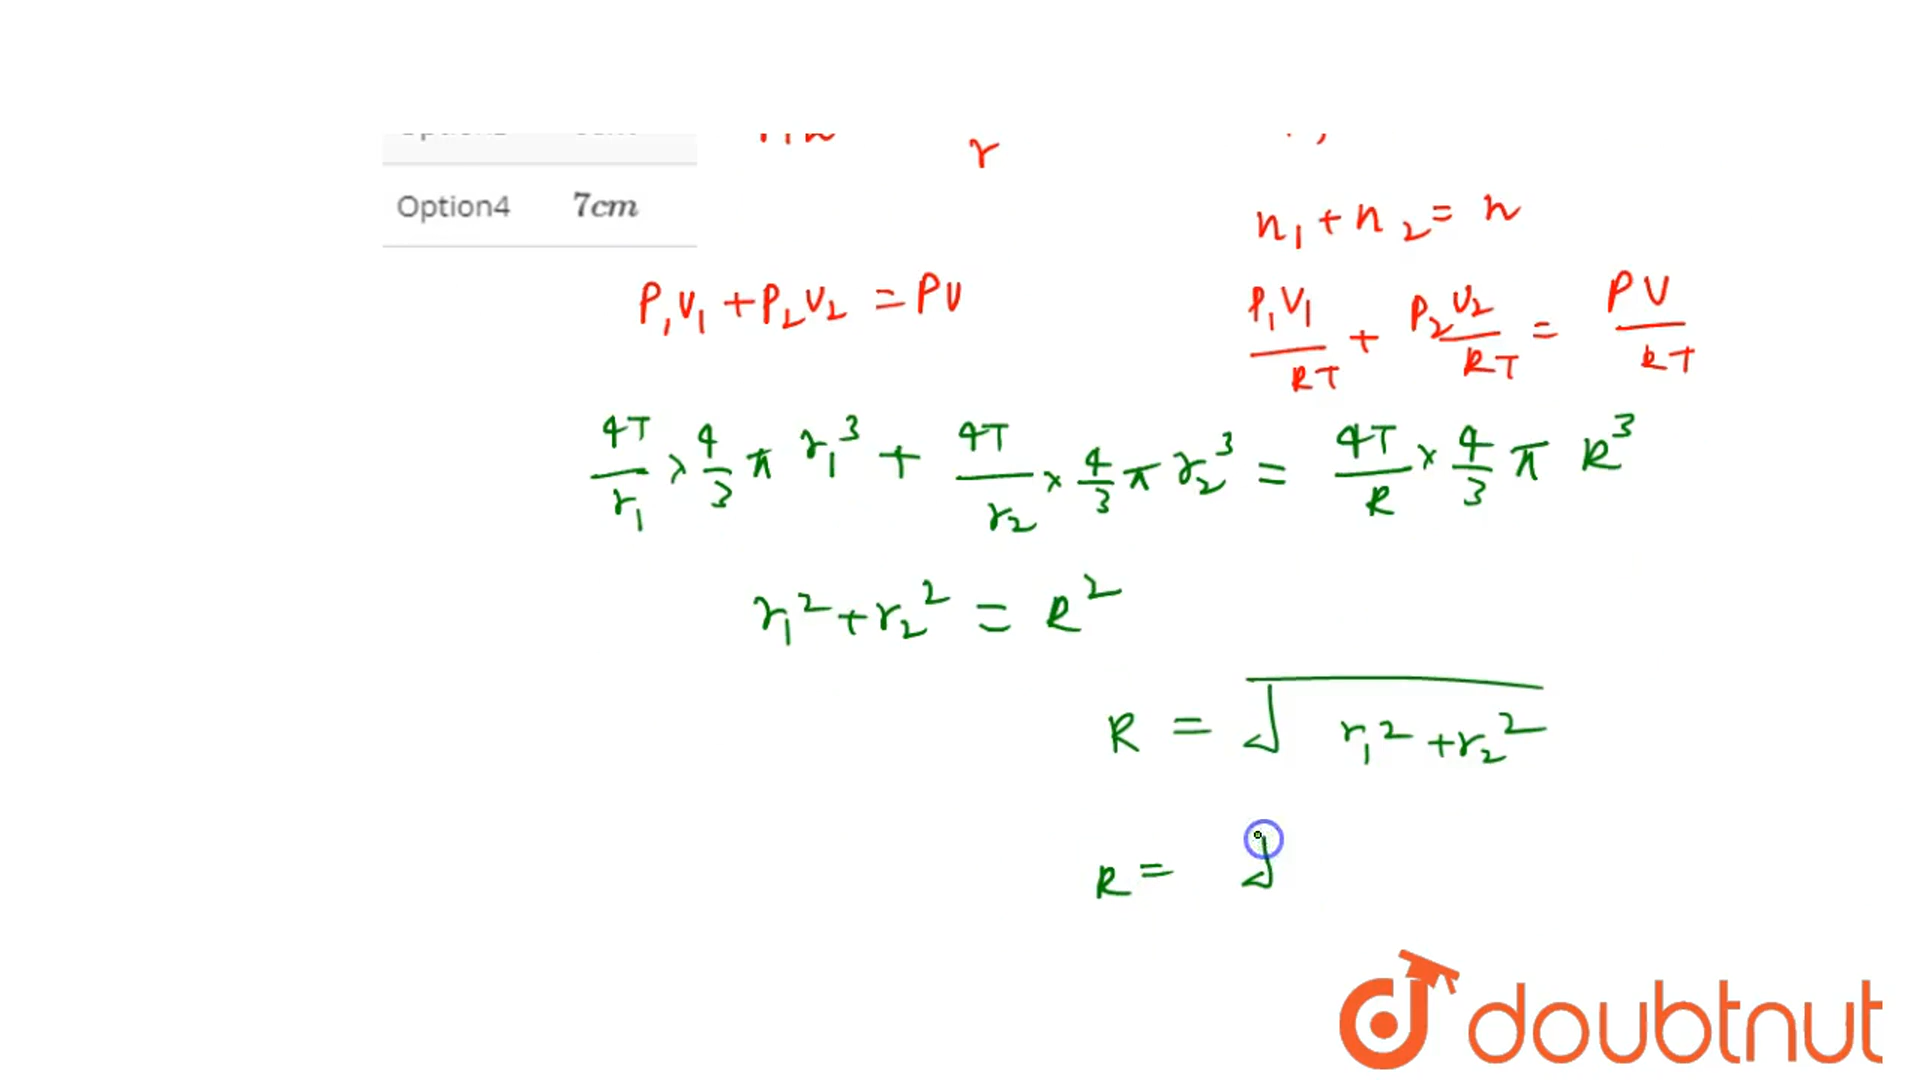 r
Option4 7cm
n₁ + n₂ = n
P₁V₁ + P₂V₂ = PV
P₁V₁/RT + P₂V₂/RT = PV/RT
4T/r₁ × 4/3 π r₁³ + 4T/r₂ × 4/3 π r₂³ = 4T/R × 4/3 π R³
r₁² + r₂² = R²
R = √ r₁² + r₂²
R = √
doubtnut